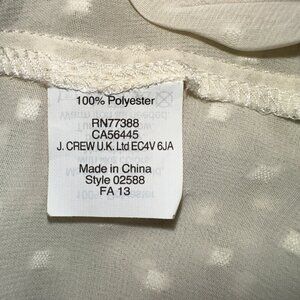 100% Polyester
RN77388
CA56445
J. CREW U.K. Ltd EC4V 6JA
Made in China
Style 02588
FA 13